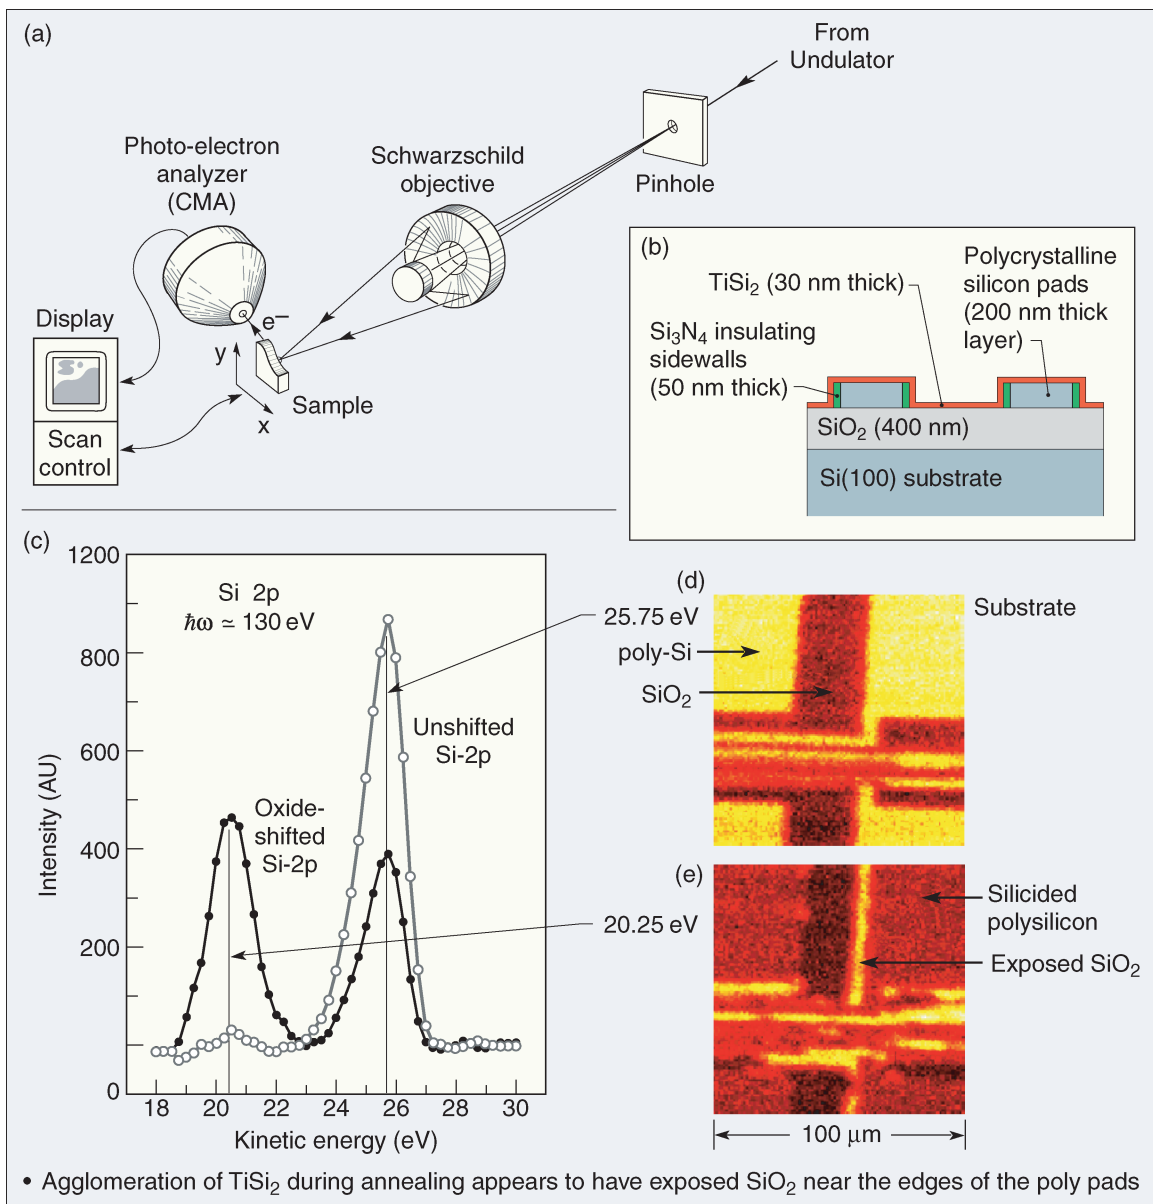 (a)
From
Undulator
Photo-electron
analyzer
(CMA)
Schwarzschild
objective
Pinhole
Display
e–
y
x
Sample
Scan
control
(b)
TiSi2 (30 nm thick)
Polycrystalline
silicon pads
(200 nm thick
layer)
Si3N4 insulating
sidewalls
(50 nm thick)
SiO2 (400 nm)
Si(100) substrate
(c)
1200
800
600
400
200
0
Intensity (AU)
Si 2p
ħω ≃ 130 eV
Unshifted
Si-2p
Oxide-
shifted
Si-2p
18 20 22 24 26 28 30
Kinetic energy (eV)
25.75 eV
20.25 eV
(d)
Substrate
poly-Si
SiO2
(e)
Silicided
polysilicon
Exposed SiO2
100 μm
• Agglomeration of TiSi2 during annealing appears to have exposed SiO2 near the edges of the poly pads